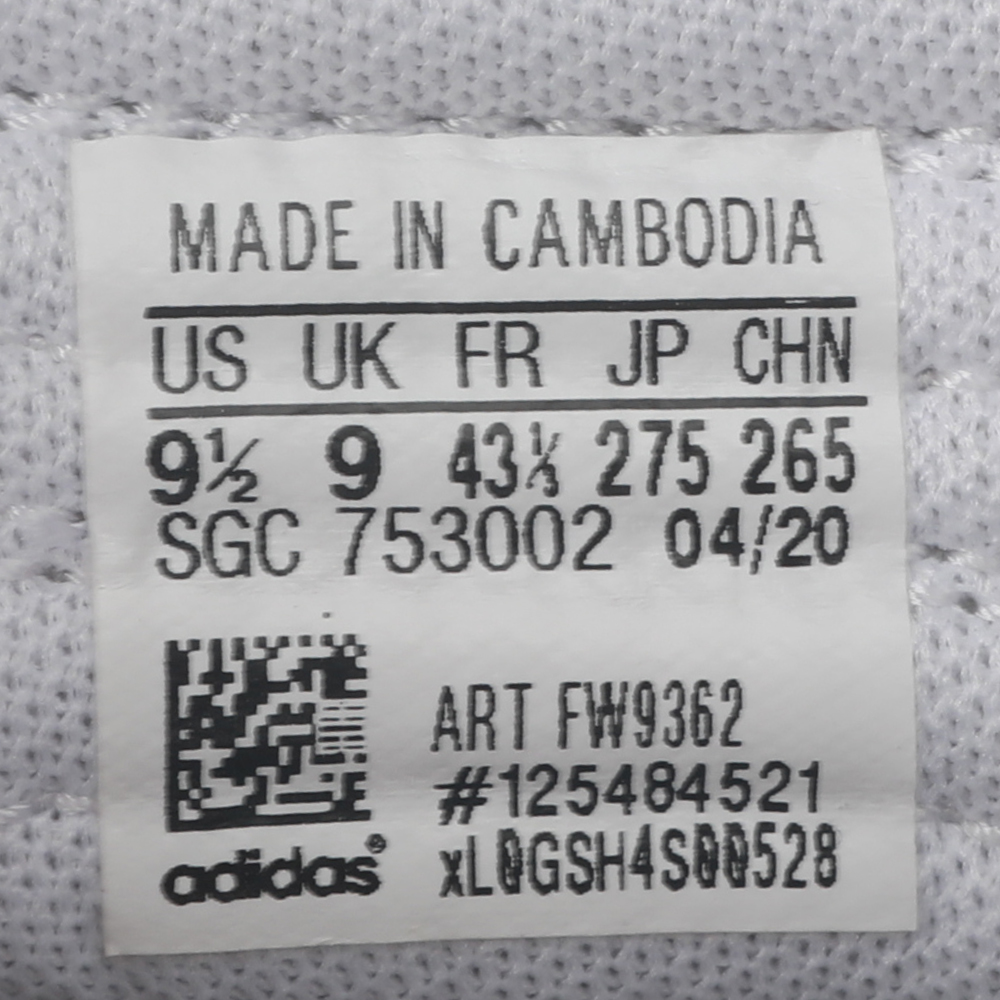 MADE IN CAMBODIA
US UK FR JP CHN
9½ 9 43⅓ 275 265
SGC 753002 04/20
ART FW9362
#125484521
xL0GSH4S00528
adidas®